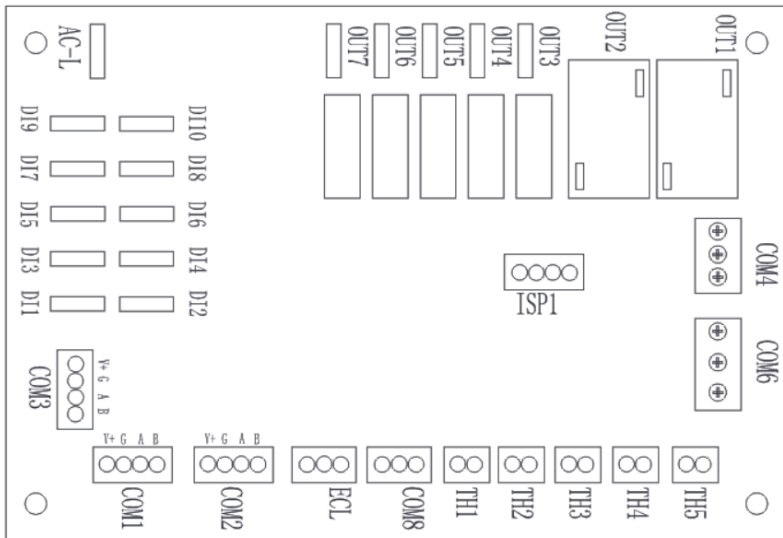 AC-L
OUT7
OUT6
OUT5
OUT4
OUT3
OUT2
OUT1
DI9
DI10
DI7
DI8
DI5
DI6
DI3
DI4
DI1
DI2
COM4
ISP1
COM6
COM3
V+ G A B
V+ G A B
V+ G A B
COM1
COM2
ECL
COM8
TH1
TH2
TH3
TH4
TH5